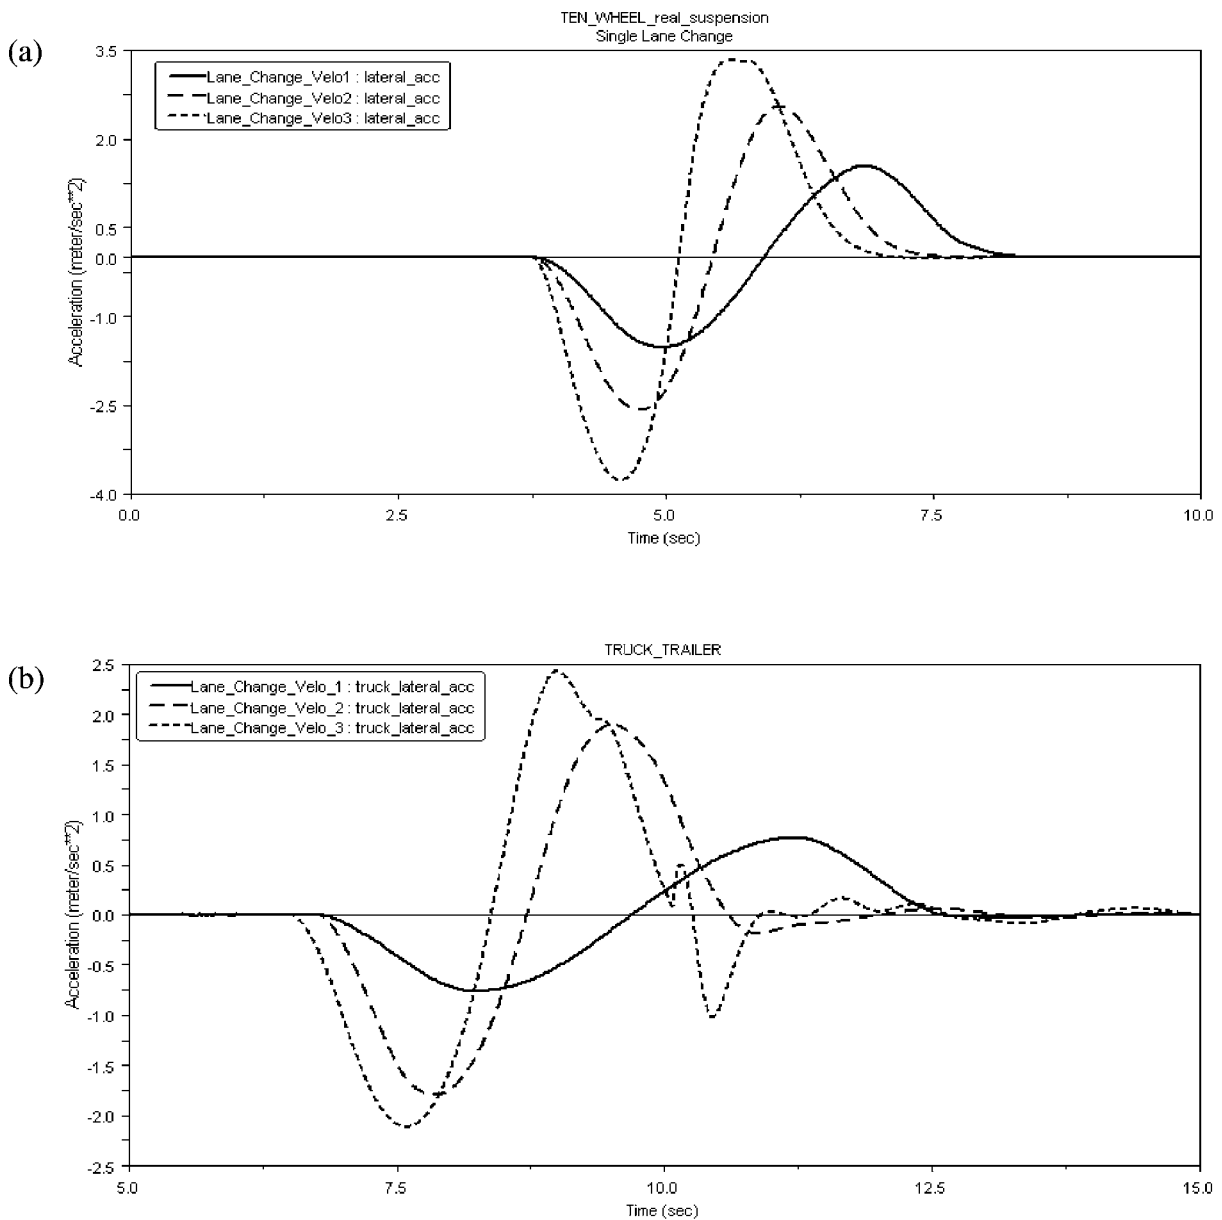 (a)
TEN_WHEEL_real_suspension
Single Lane Change
Lane_Change_Velo1 : lateral_acc
Lane_Change_Velo2 : lateral_acc
Lane_Change_Velo3 : lateral_acc
Acceleration (meter/sec**2)
3.5
2.0
0.5
0.0
-1.0
-2.5
-4.0
0.0
2.5
5.0
7.5
10.0
Time (sec)
(b)
TRUCK_TRAILER
Lane_Change_Velo_1 : truck_lateral_acc
Lane_Change_Velo_2 : truck_lateral_acc
Lane_Change_Velo_3 : truck_lateral_acc
Acceleration (meter/sec**2)
2.5
2.0
1.5
1.0
0.5
0.0
-0.5
-1.0
-1.5
-2.0
-2.5
5.0
7.5
10.0
12.5
15.0
Time (sec)